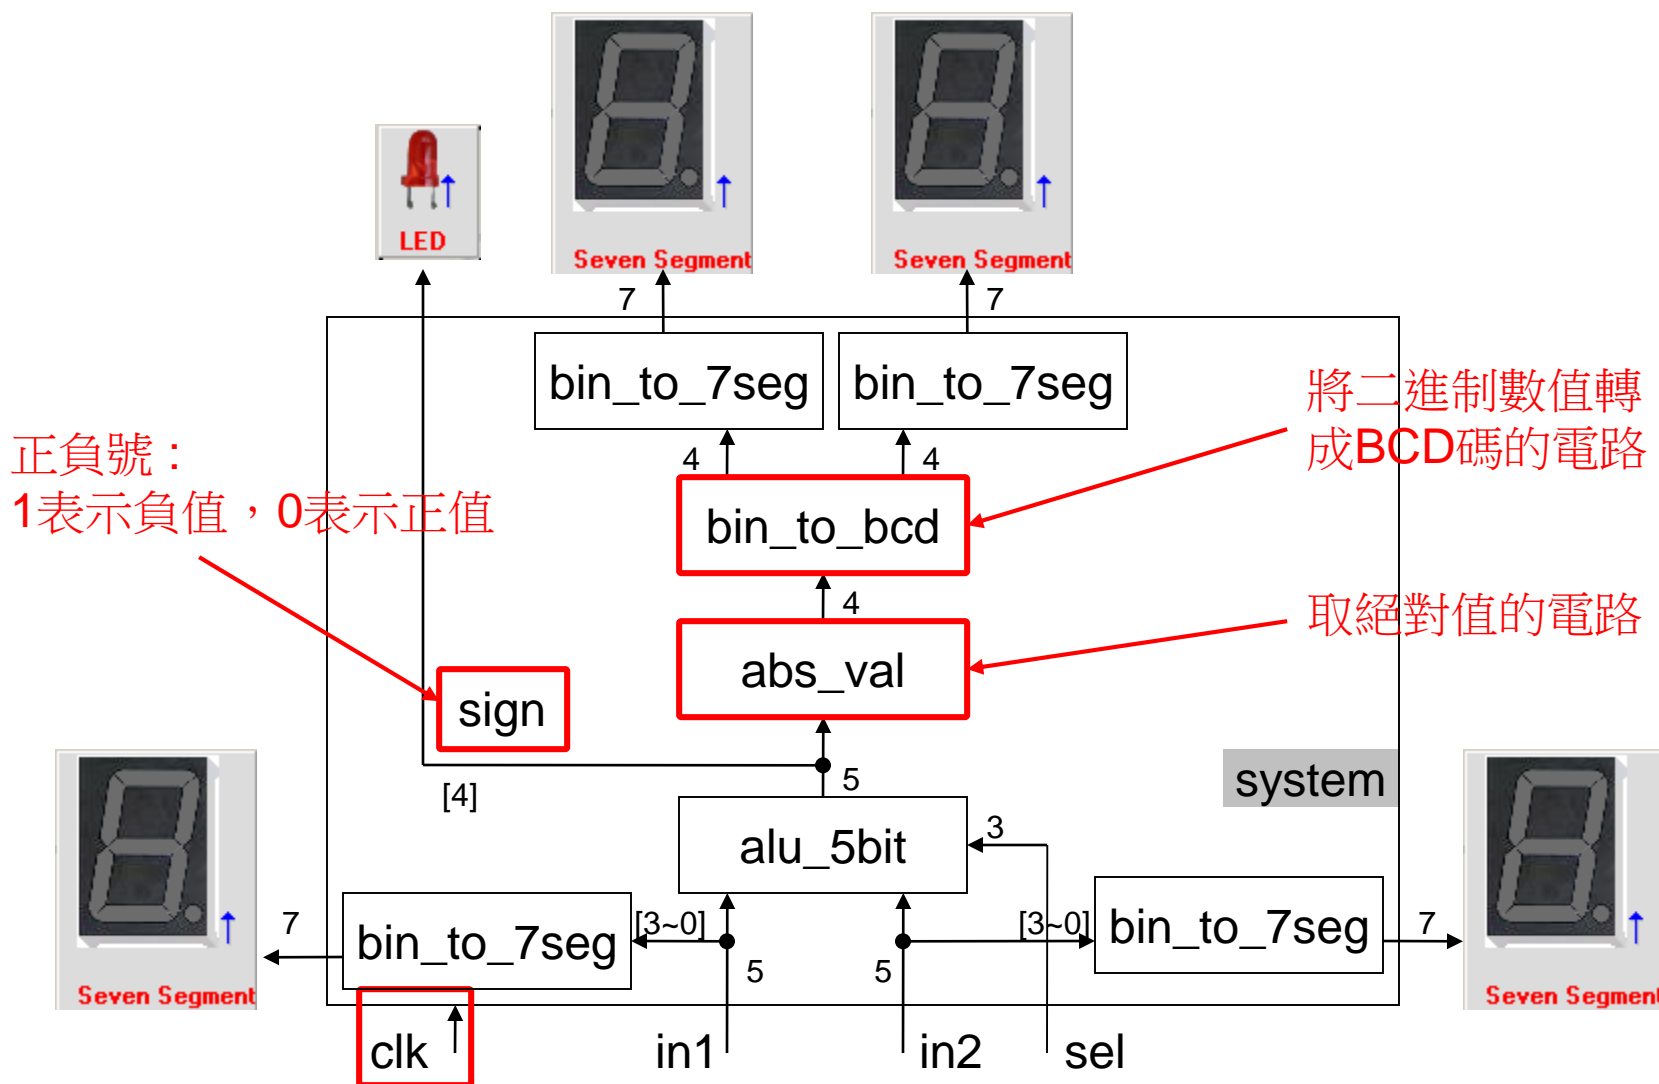 LED
Seven Segment
Seven Segment
7
7
bin_to_7seg
bin_to_7seg
將二進制數值轉
成BCD碼的電路
正負號：
1表示負值，0表示正值
4
4
bin_to_bcd
4
取絕對值的電路
abs_val
sign
[4]
5
system
alu_5bit
3
7
bin_to_7seg
[3~0]
[3~0]
bin_to_7seg
7
5
5
Seven Segment
Seven Segment
clk
in1
in2
sel